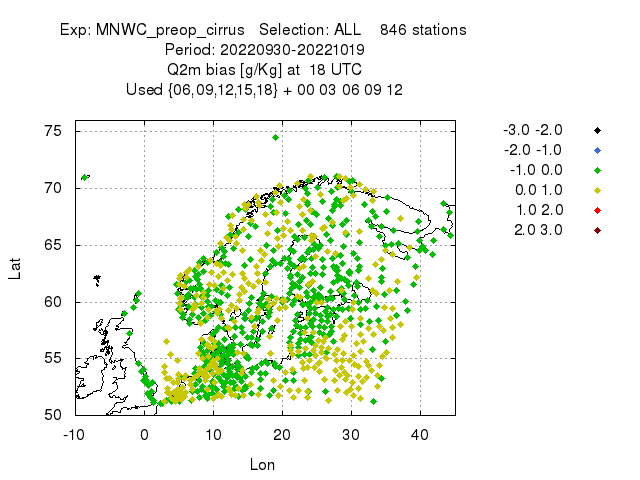 Exp: MNWC_preop_cirrus Selection: ALL 846 stations
Period: 20220930-20221019
Q2m bias [g/Kg] at 18 UTC
Used {06,09,12,15,18} + 00 03 06 09 12
-3.0 -2.0
-2.0 -1.0
-1.0 0.0
0.0 1.0
1.0 2.0
2.0 3.0
75
70
65
60
55
50
Lat
-10 0 10 20 30 40
Lon